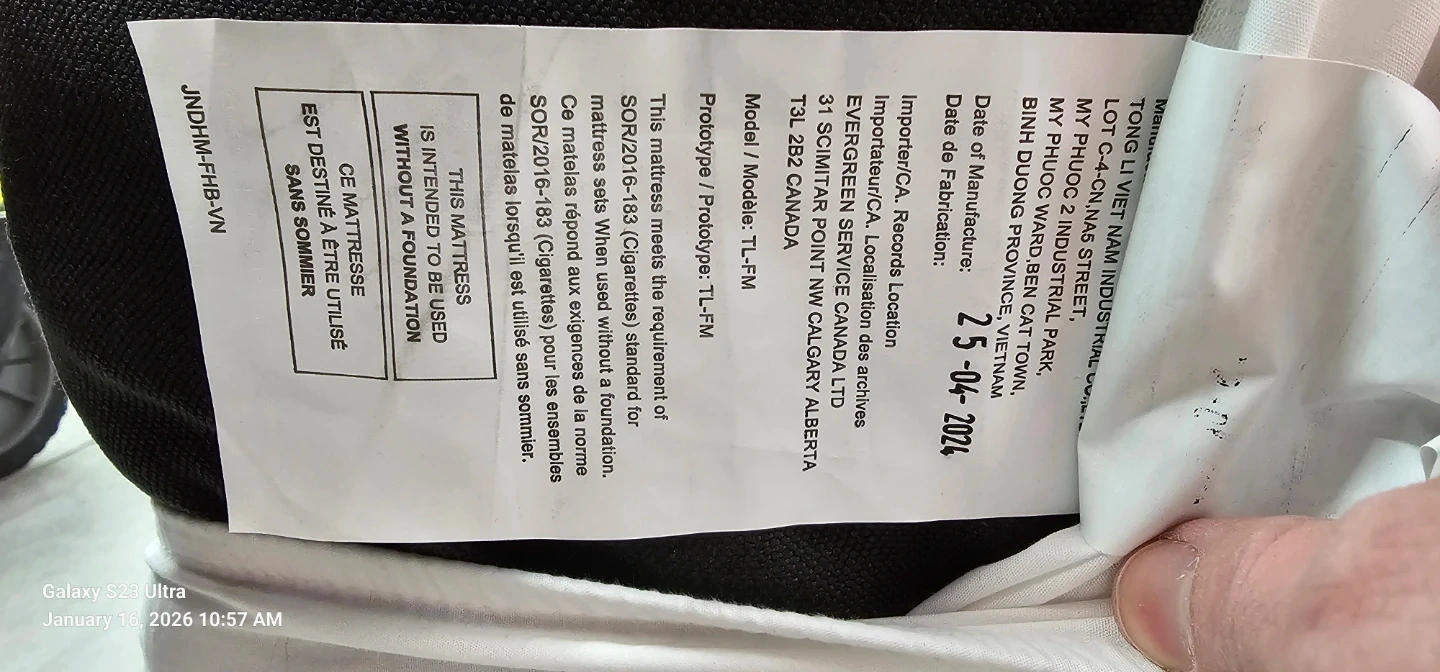 TONG LI VIET NAM INDUSTRIAL
LOT C-4-CN,NA5 STREET,
MY PHUOC 2 INDUSTRIAL PARK,
MY PHUOC WARD,BEN CAT TOWN,
BINH DUONG PROVINCE, VIETNAM
Date of Manufacture:
Date de Fabrication:
25-04-2024
Importer/CA. Records Location
Importateur/CA. Localisation des archives
EVERGREEN SERVICE CANADA LTD
31 SCIMITAR POINT NW CALGARY ALBERTA
T3L 2B2 CANADA
Model / Modèle: TL-FM
Prototype / Prototype: TL-FM
This mattress meets the requirement of
SOR/2016-183 (Cigarettes) standard for
mattress sets When used without a foundation.
Ce matelas répond aux exigences de la norme
SOR/2016-183 (Cigarettes) pour les ensembles
de matelas lorsqu'il est utilisé sans sommier.
THIS MATTRESS
IS INTENDED TO BE USED
WITHOUT A FOUNDATION
CE MATTRESSE
EST DESTINÉ À ÊTRE UTILISÉ
SANS SOMMIER
JNDHM-FHB-VN
Galaxy S23 Ultra
January 16, 2026 10:57 AM